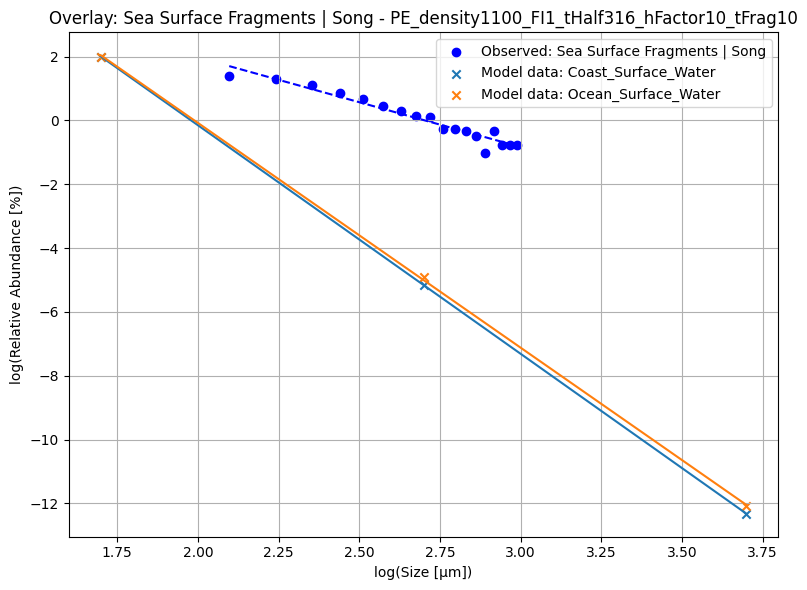 Overlay: Sea Surface Fragments | Song - PE_density1100_FI1_tHalf316_hFactor10_tFrag10
Observed: Sea Surface Fragments | Song
Model data: Coast_Surface_Water
Model data: Ocean_Surface_Water
log(Relative Abundance [%])
2
0
−2
−4
−6
−8
−10
−12
1.75 2.00 2.25 2.50 2.75 3.00 3.25 3.50 3.75
log(Size [μm])